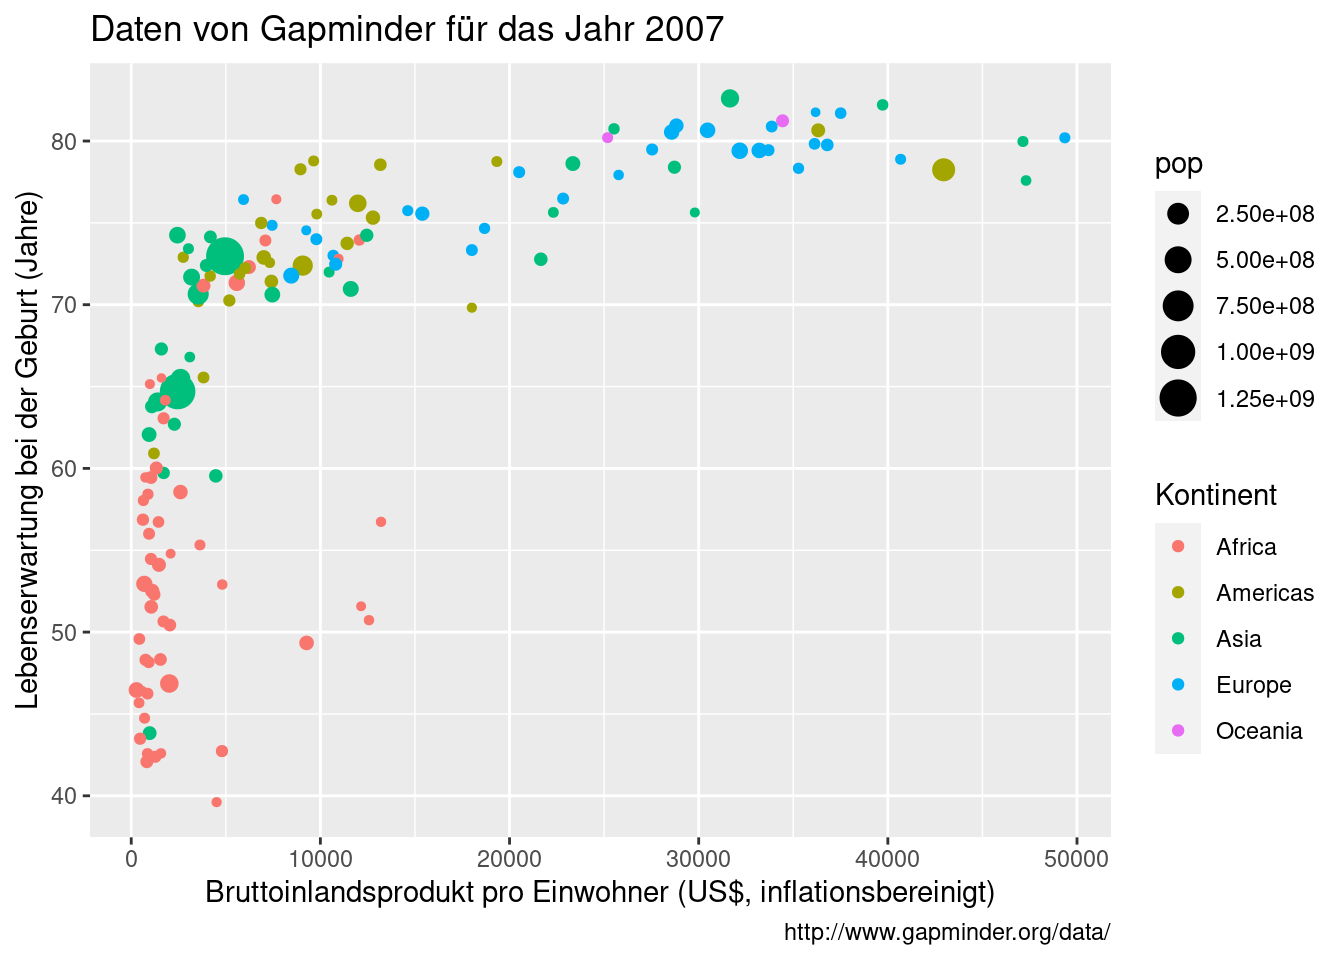 Daten von Gapminder für das Jahr 2007
Lebenserwartung bei der Geburt (Jahre)
80
70
60
50
40
0 10000 20000 30000 40000 50000
Bruttoinlandsprodukt pro Einwohner (US$, inflationsbereinigt)
http://www.gapminder.org/data/
pop
2.50e+08
5.00e+08
7.50e+08
1.00e+09
1.25e+09
Kontinent
Africa
Americas
Asia
Europe
Oceania